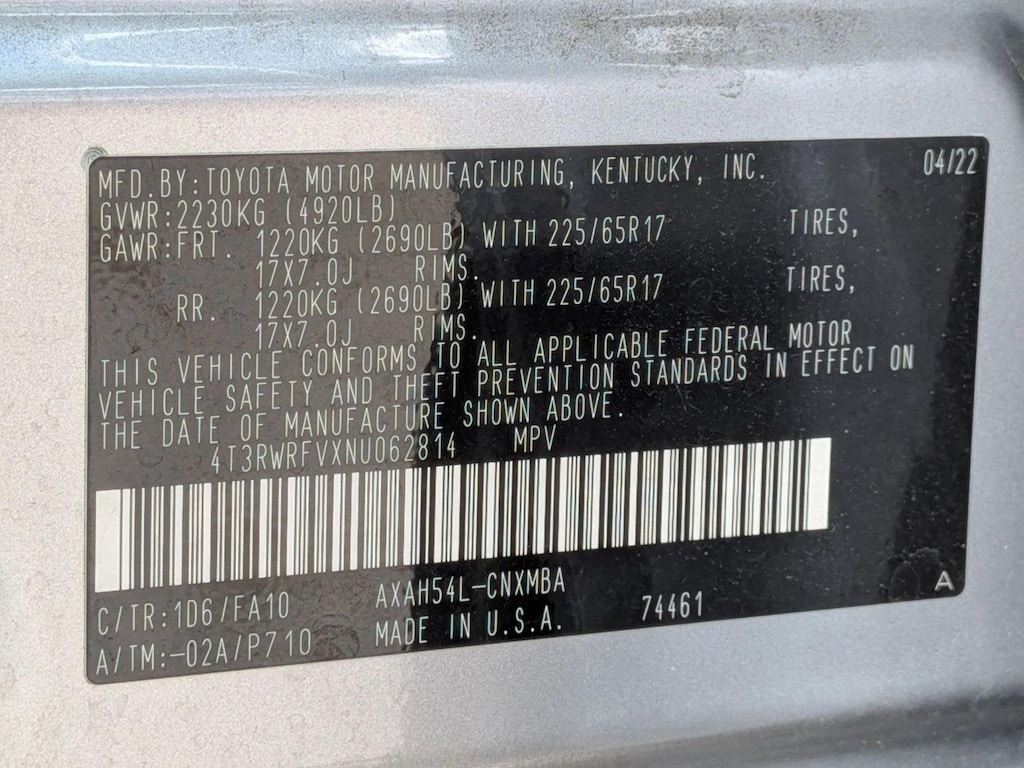 MFD.BY:TOYOTA MOTOR MANUFACTURING, KENTUCKY, INC. 04/22
GVWR:2230KG (4920LB)
GAWR:FRT. 1220KG (2690LB) WITH 225/65R17 TIRES,
17X7.0J RIMS.
RR. 1220KG (2690LB) WITH 225/65R17 TIRES,
17X7.0J RIMS.
THIS VEHICLE CONFORMS TO ALL APPLICABLE FEDERAL MOTOR
VEHICLE SAFETY AND THEFT PREVENTION STANDARDS IN EFFECT ON
THE DATE OF MANUFACTURE SHOWN ABOVE.
4T3RWRFVXNU062814 MPV
C/TR:1D6/FA10 AXAH54L-CNXMBA A
A/TM:-02A/P710 MADE IN U.S.A. 74461